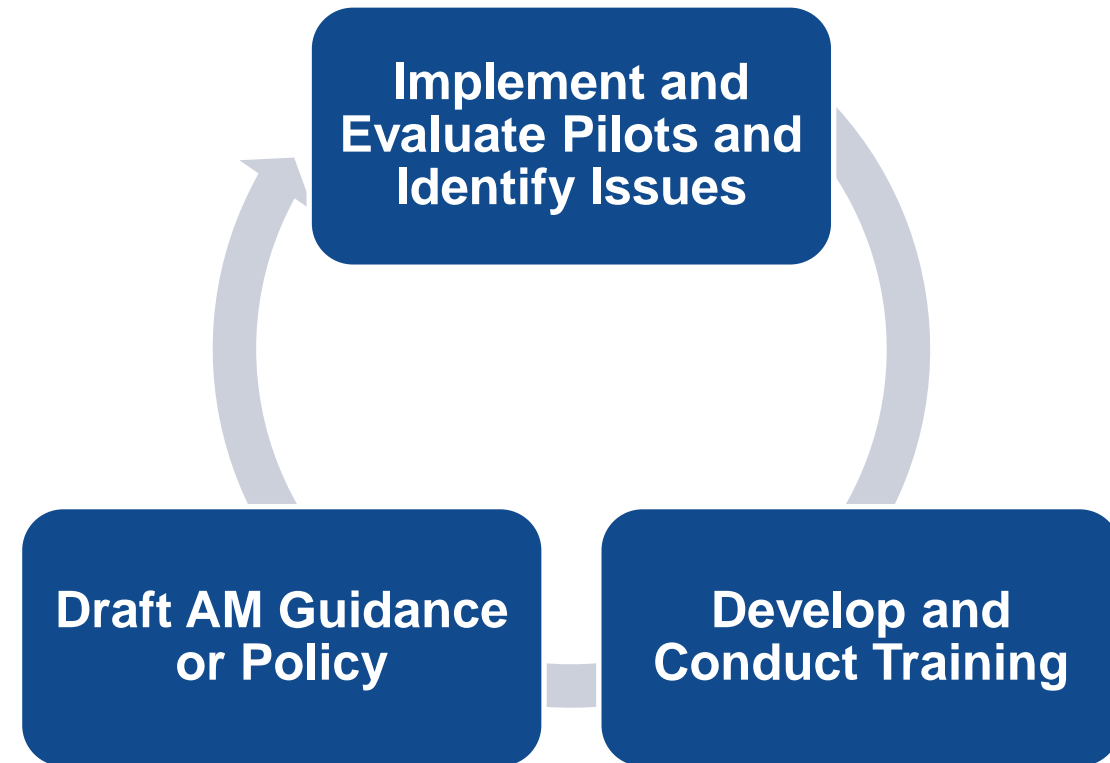 Implement and
Evaluate Pilots and
Identify Issues
Draft AM Guidance
or Policy
Develop and
Conduct Training